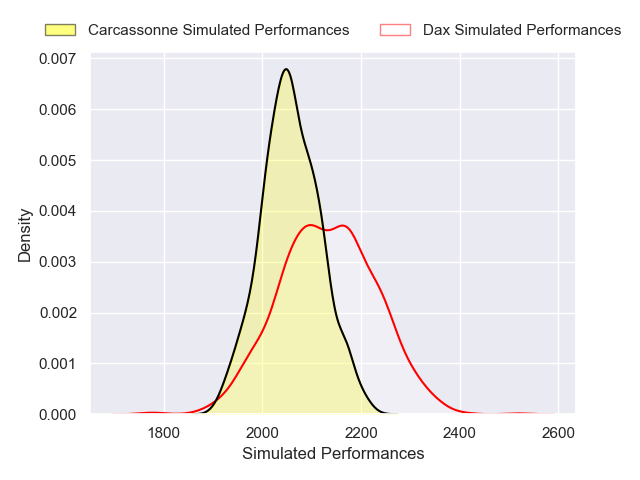 Carcassonne Simulated Performances
Dax Simulated Performances
0.007
0.006
0.005
0.004
0.003
0.002
0.001
0.000
Density
1800 2000 2200 2400 2600
Simulated Performances